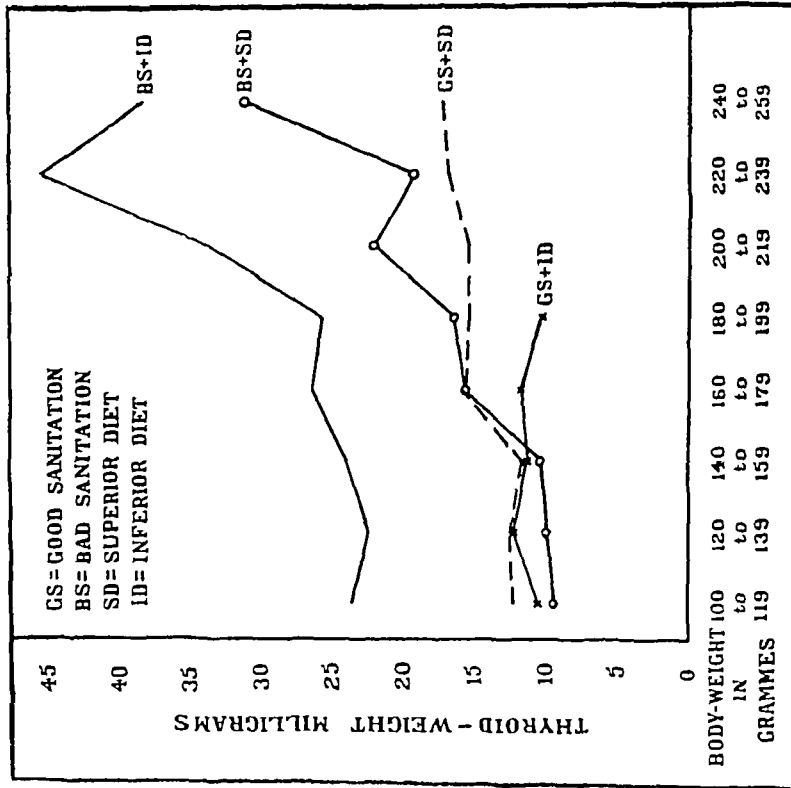 GS=GOOD SANITATION
BS=BAD SANITATION
SD=SUPERIOR DIET
ID=INFERIOR DIET
BS+ID
BS+SD
GS+SD
GS+ID
THYROID-WEIGHT MILLIGRAMS
45
40
35
30
25
20
15
10
5
0
BODY-WEIGHT 100 120 140 160 180 200 220 240
IN to to to to to to to to
GRAMMES 119 139 159 179 199 219 239 259